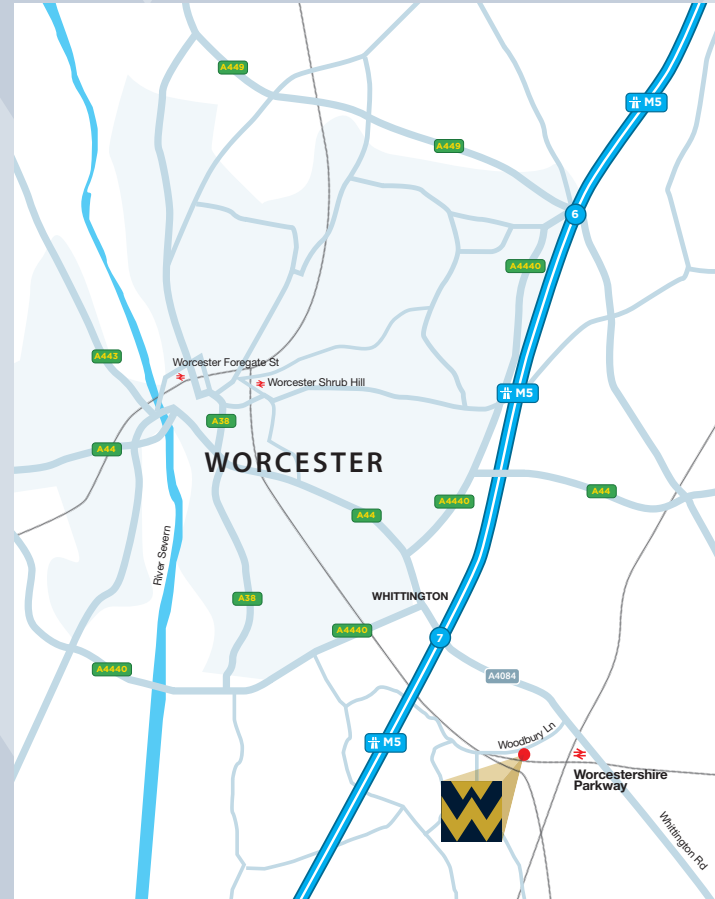 A449
M5
A449
6
A4440
A443
Worcester Foregate St
Worcester Shrub Hill
M5
A38
A44
WORCESTER
A44
A4440
A44
River Severn
WHITTINGTON
A38
A4440
7
A4440
A4084
M5
Woodbury Ln
Worcestershire
Parkway
W
Whittington Rd